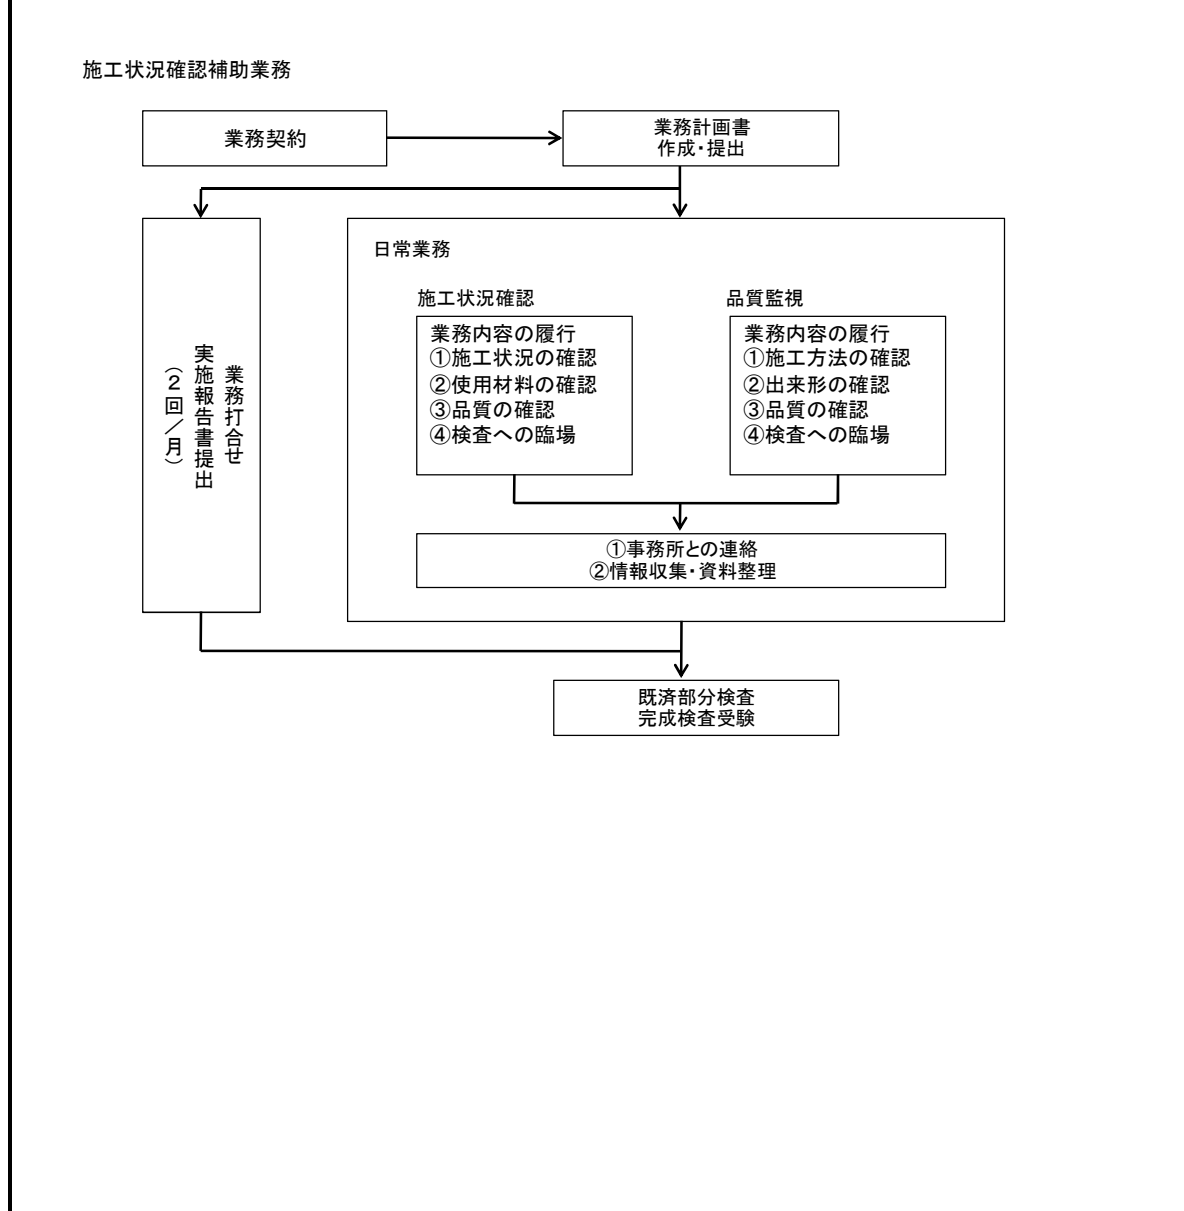 施工状況確認補助業務
業務契約
業務計画書
作成・提出
業務打合せ
実施報告書提出
（２回／月）
日常業務
施工状況確認
業務内容の履行
①施工状況の確認
②使用材料の確認
③品質の確認
④検査への臨場
品質監視
業務内容の履行
①施工方法の確認
②出来形の確認
③品質の確認
④検査への臨場
①事務所との連絡
②情報収集・資料整理
既済部分検査
完成検査受験